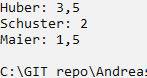 Huber: 3,5
Schuster: 2
Maier: 1,5
C:\GIT repo\Andreas